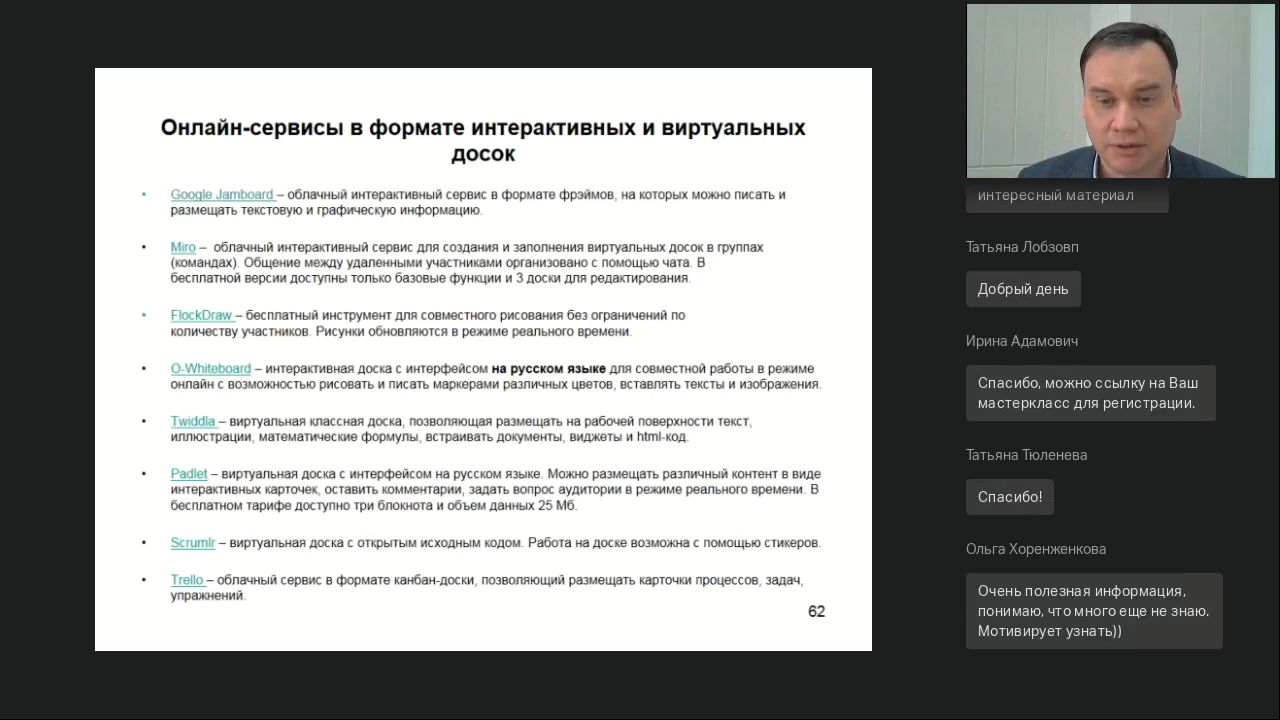 Онлайн-сервисы в формате интерактивных и виртуальных
досок
• Google Jamboard – облачный интерактивный сервис в формате фрэймов, на которых можно писать и
размещать текстовую и графическую информацию.
• Miro – облачный интерактивный сервис для создания и заполнения виртуальных досок в группах
(командах). Общение между удаленными участниками организовано с помощью чата. В
бесплатной версии доступны только базовые функции и 3 доски для редактирования.
• FlockDraw – бесплатный инструмент для совместного рисования без ограничений по
количеству участников. Рисунки обновляются в режиме реального времени.
• O-Whiteboard – интерактивная доска с интерфейсом на русском языке для совместной работы в режиме
онлайн с возможностью рисовать и писать маркерами различных цветов, вставлять тексты и изображения.
• Twiddla – виртуальная классная доска, позволяющая размещать на рабочей поверхности текст,
иллюстрации, математические формулы, встраивать документы, виджеты и html-код.
• Padlet – виртуальная доска с интерфейсом на русском языке. Можно размещать различный контент в виде
интерактивных карточек, оставить комментарии, задать вопрос аудитории в режиме реального времени. В
бесплатном тарифе доступно три блокнота и объем данных 25 Мб.
• Scrumlr – виртуальная доска с открытым исходным кодом. Работа на доске возможна с помощью стикеров.
• Trello – облачный сервис в формате канбан-доски, позволяющий размещать карточки процессов, задач,
упражнений.
62
интересный материал
Татьяна Лобзовп
Добрый день
Ирина Адамович
Спасибо, можно ссылку на Ваш
мастеркласс для регистрации.
Татьяна Тюленева
Спасибо!
Ольга Хоренженкова
Очень полезная информация,
понимаю, что много еще не знаю.
Мотивирует узнать))